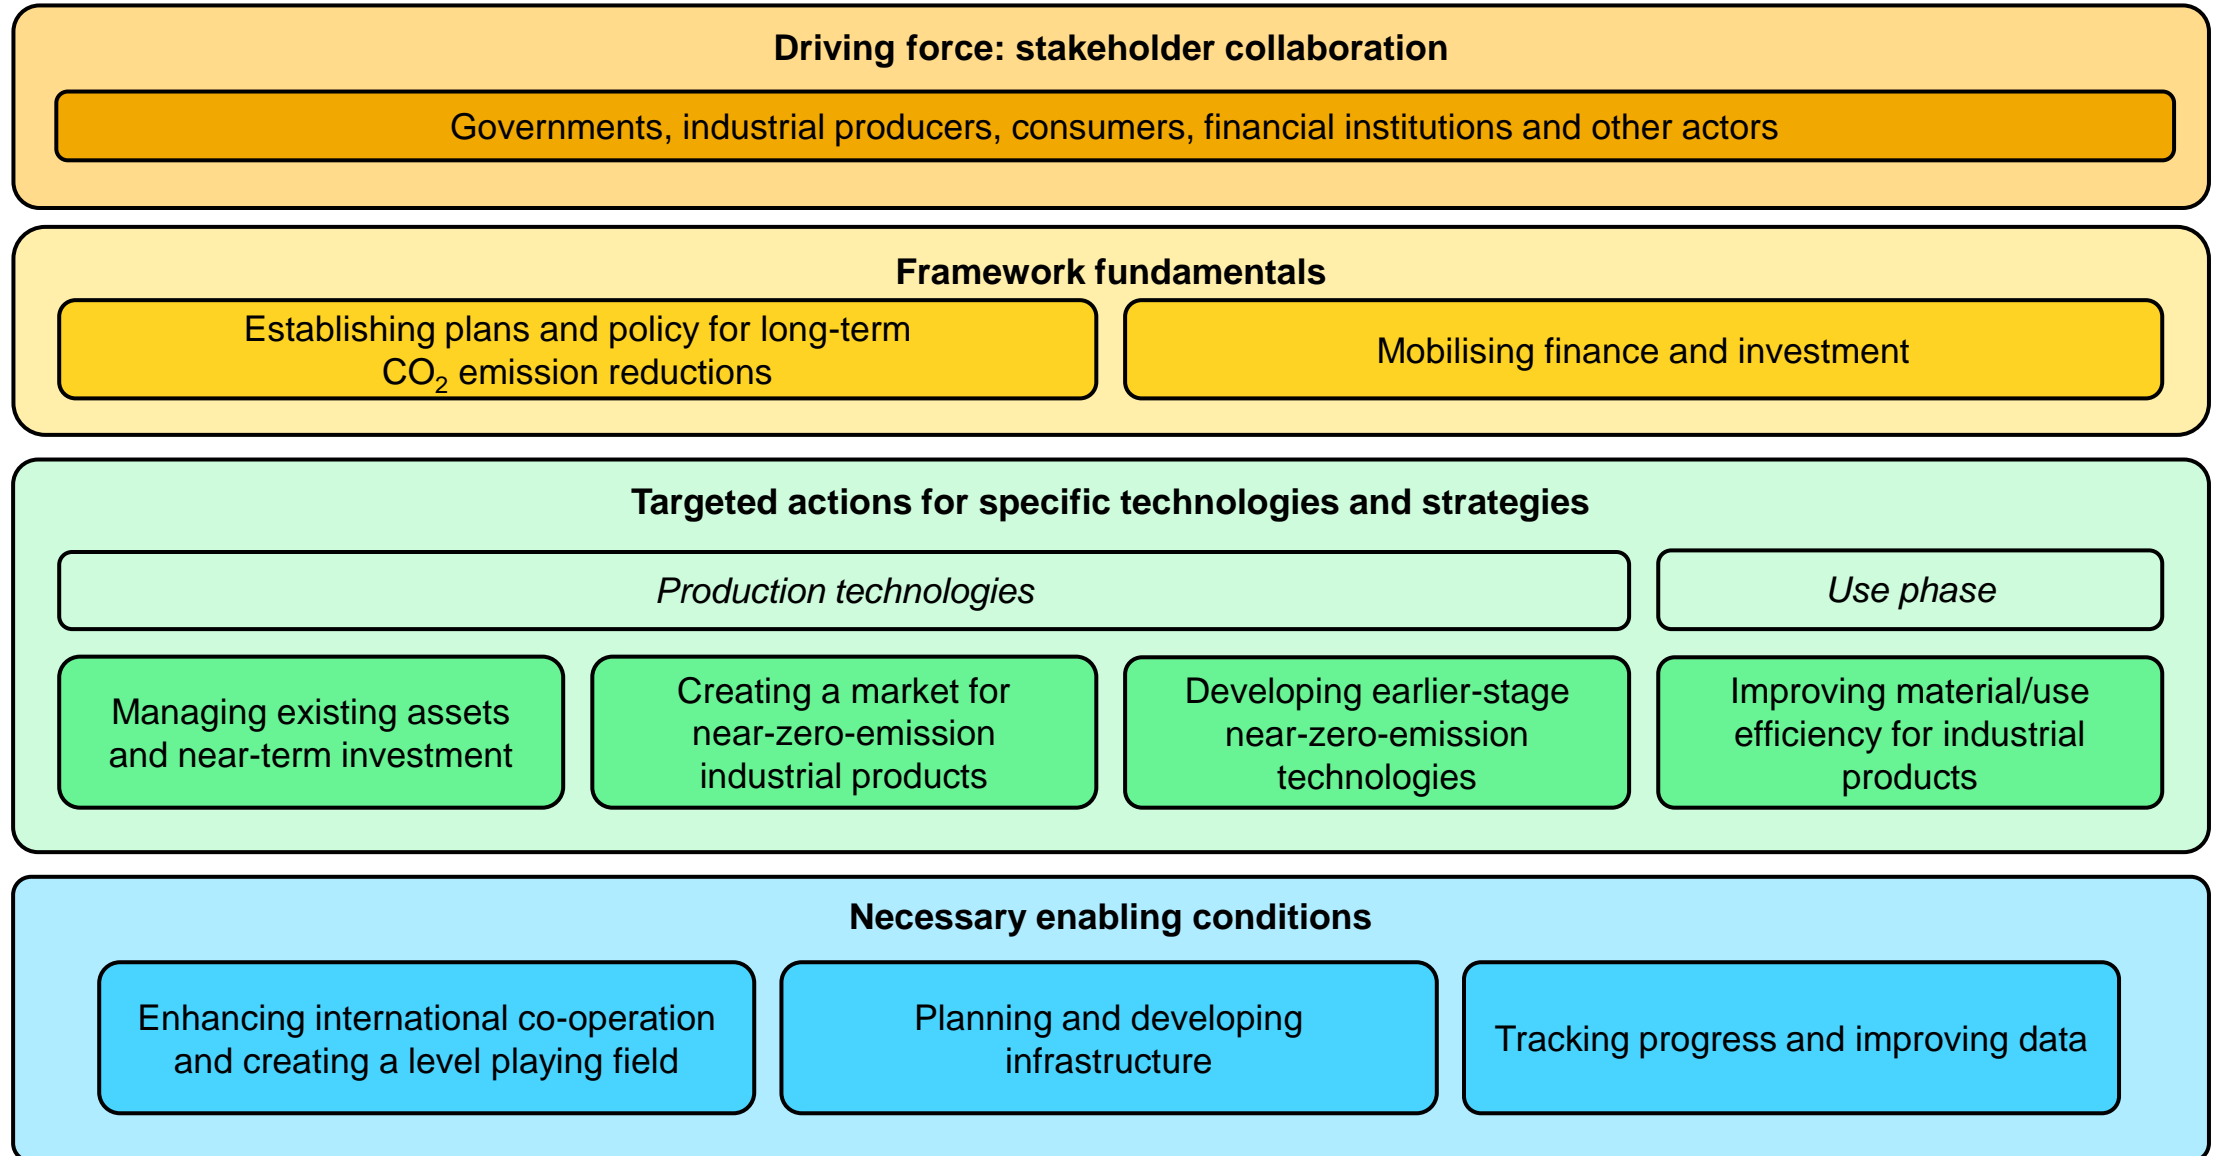 Driving force: stakeholder collaboration
Governments, industrial producers, consumers, financial institutions and other actors
Framework fundamentals
Establishing plans and policy for long-term
CO₂ emission reductions
Mobilising finance and investment
Targeted actions for specific technologies and strategies
Production technologies
Use phase
Managing existing assets
and near-term investment
Creating a market for
near-zero-emission
industrial products
Developing earlier-stage
near-zero-emission
technologies
Improving material/use
efficiency for industrial
products
Necessary enabling conditions
Enhancing international co-operation
and creating a level playing field
Planning and developing
infrastructure
Tracking progress and improving data